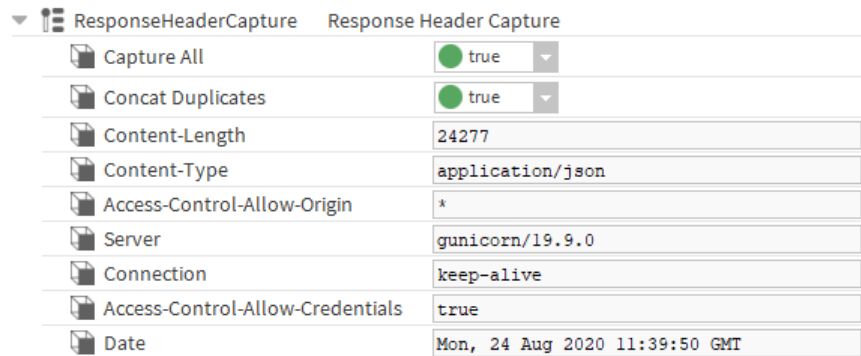 ResponseHeaderCapture Response Header Capture
Capture All true
Concat Duplicates true
Content-Length 24277
Content-Type application/json
Access-Control-Allow-Origin *
Server gunicorn/19.9.0
Connection keep-alive
Access-Control-Allow-Credentials true
Date Mon, 24 Aug 2020 11:39:50 GMT